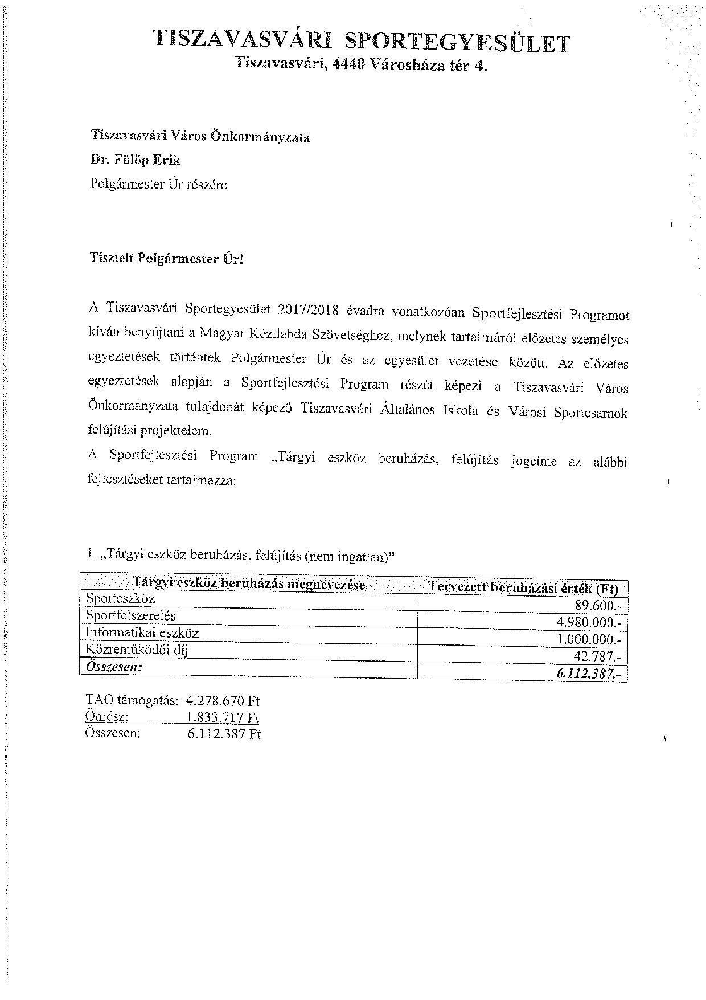 TISZAVASVÁRI SPORTEGYESÜLET
Tiszavasvári, 4440 Városháza tér 4.
Tiszavasvári Város Önkormányzata
Dr. Fülöp Erik
Polgármester Úr részére
Tisztelt Polgármester Úr!
A Tiszavasvári Sportegyesület 2017/2018 évadra vonatkozóan Sportfejlesztési Programot
kíván benyújtani a Magyar Kézilabda Szövetséghez, melynek tartalmáról előzetes személyes
egyeztetések történtek Polgármester Úr és az egyesület vezetése között. Az előzetes
egyeztetések alapján a Sportfejlesztési Program részét képezi a Tiszavasvári Város
Önkormányzata tulajdonát képező Tiszavasvári Általános Iskola és Városi Sportcsarnok
felújítási projektelem.
A Sportfejlesztési Program „Tárgyi eszköz beruházás, felújítás jogcíme az alábbi
fejlesztéseket tartalmazza:
1. „Tárgyi eszköz beruházás, felújítás (nem ingatlan)”
Tárgyi eszköz beruházás megnevezése Tervezett beruházási érték (Ft)
Sporteszköz 89.600.-
Sportfelszerelés 4.980.000.-
Informatikai eszköz 1.000.000.-
Közreműködői díj 42.787.-
Összesen: 6.112.387.-
TAO támogatás: 4.278.670 Ft
Önrész: 1.833.717 Ft
Összesen: 6.112.387 Ft